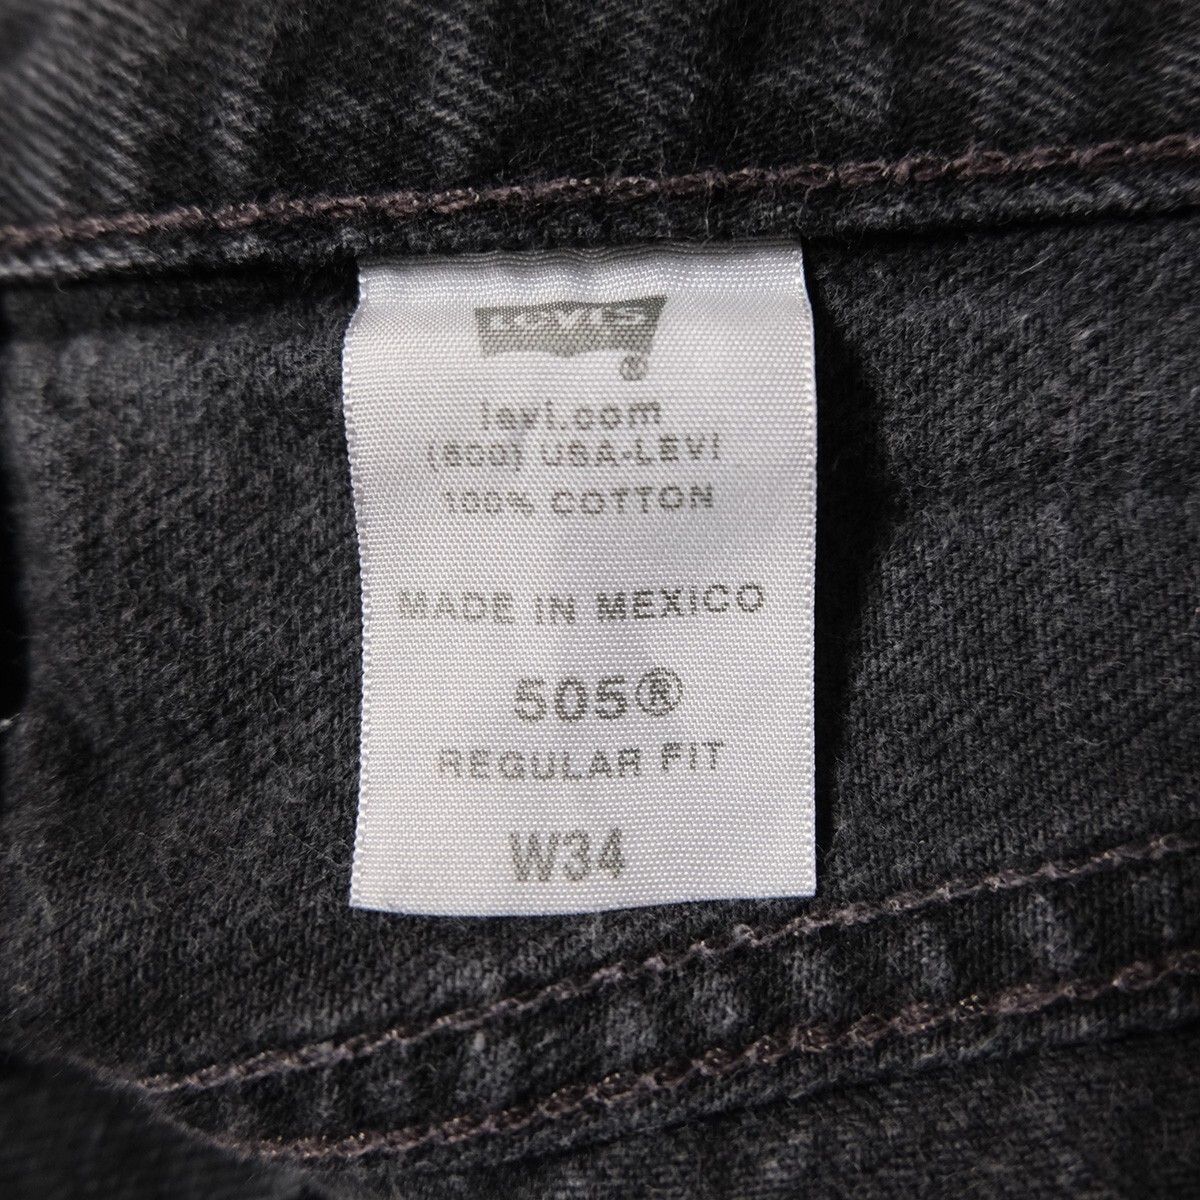 LEVI'S
®
levi.com
(800) USA-LEVI
100% COTTON
MADE IN MEXICO
505®
REGULAR FIT
W34